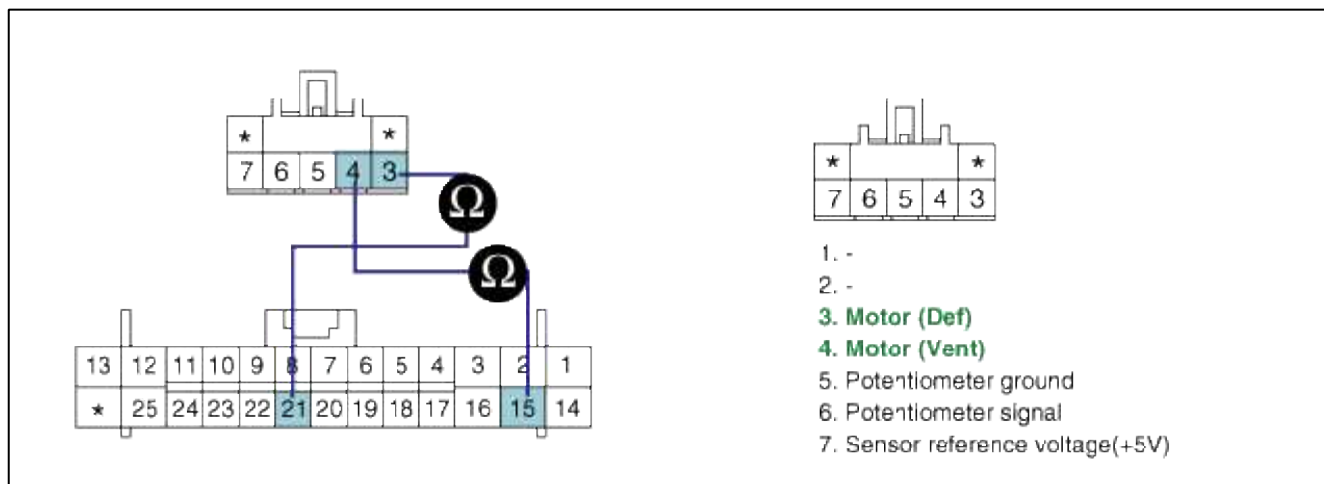 * *
7 6 5 4 3
Ω
Ω
13 12 11 10 9 8 7 6 5 4 3 2 1
* 25 24 23 22 21 20 19 18 17 16 15 14
* *
7 6 5 4 3
1. -
2. -
3. Motor (Def)
4. Motor (Vent)
5. Potentiometer ground
6. Potentiometer signal
7. Sensor reference voltage(+5V)